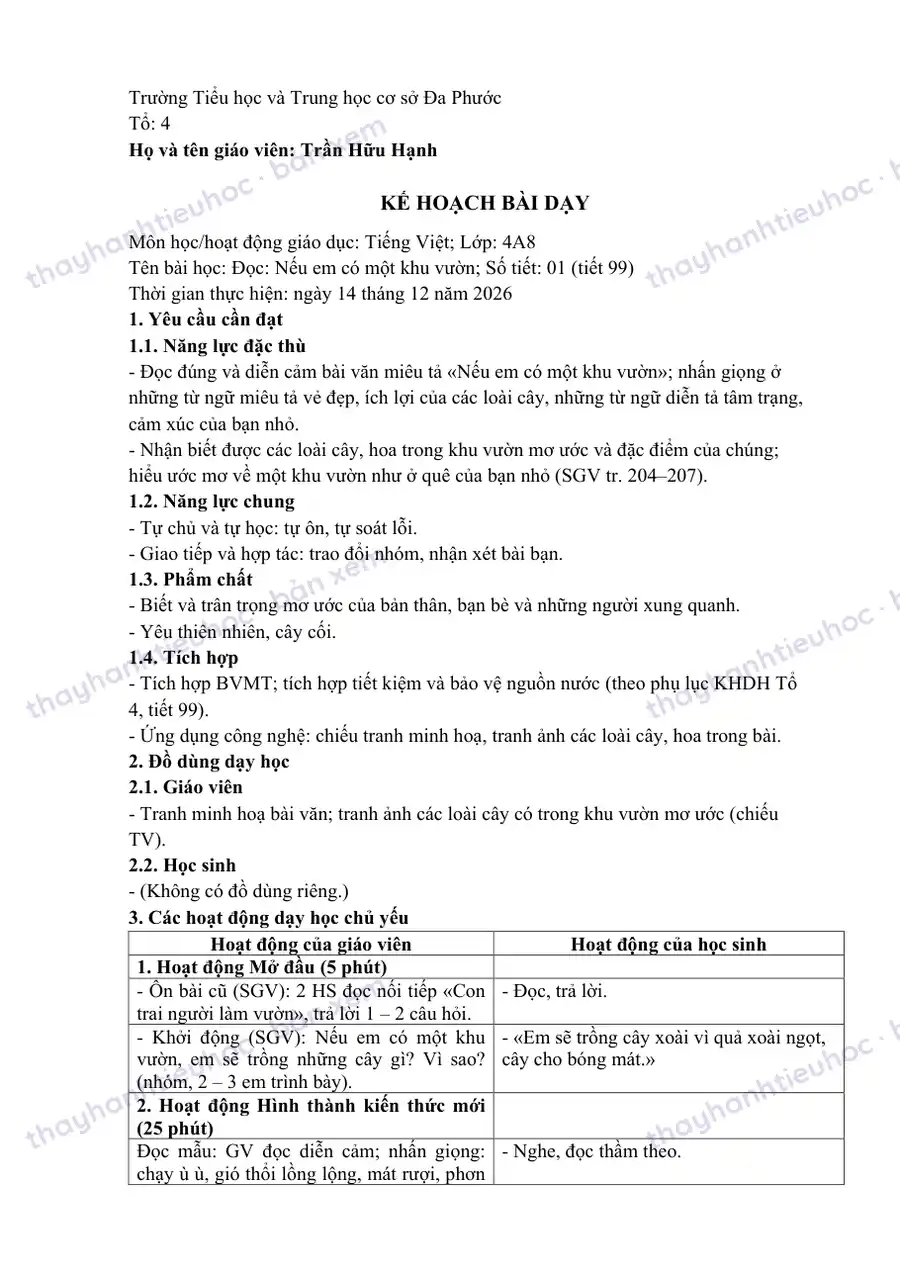 Trường Tiểu học và Trung học cơ sở Đa Phước
Tổ: 4
Họ và tên giáo viên: Trần Hữu Hạnh
KẾ HOẠCH BÀI DẠY
Môn học/hoạt động giáo dục: Tiếng Việt; Lớp: 4A8
Tên bài học: Đọc: Nếu em có một khu vườn; Số tiết: 01 (tiết 99)
Thời gian thực hiện: ngày 14 tháng 12 năm 2026
1. Yêu cầu cần đạt
1.1. Năng lực đặc thù
- Đọc đúng và diễn cảm bài văn miêu tả «Nếu em có một khu vườn»; nhấn giọng ở
những từ ngữ miêu tả vẻ đẹp, ích lợi của các loài cây, những từ ngữ diễn tả tâm trạng,
cảm xúc của bạn nhỏ.
- Nhận biết được các loài cây, hoa trong khu vườn mơ ước và đặc điểm của chúng;
hiểu ước mơ về một khu vườn như ở quê của bạn nhỏ (SGV tr. 204–207).
1.2. Năng lực chung
- Tự chủ và tự học: tự ôn, tự soát lỗi.
- Giao tiếp và hợp tác: trao đổi nhóm, nhận xét bài bạn.
1.3. Phẩm chất
- Biết và trân trọng mơ ước của bản thân, bạn bè và những người xung quanh.
- Yêu thiên nhiên, cây cối.
1.4. Tích hợp
- Tích hợp BVMT; tích hợp tiết kiệm và bảo vệ nguồn nước (theo phụ lục KHDH Tổ
4, tiết 99).
- Ứng dụng công nghệ: chiếu tranh minh hoạ, tranh ảnh các loài cây, hoa trong bài.
2. Đồ dùng dạy học
2.1. Giáo viên
- Tranh minh hoạ bài văn; tranh ảnh các loài cây có trong khu vườn mơ ước (chiếu
TV).
2.2. Học sinh
- (Không có đồ dùng riêng.)
3. Các hoạt động dạy học chủ yếu
Hoạt động của giáo viên
Hoạt động của học sinh
1. Hoạt động Mở đầu (5 phút)
- Ôn bài cũ (SGV): 2 HS đọc nối tiếp «Con
trai người làm vườn», trả lời 1 – 2 câu hỏi.
- Đọc, trả lời.
- Khởi động (SGV): Nếu em có một khu
vườn, em sẽ trồng những cây gì? Vì sao?
(nhóm, 2 – 3 em trình bày).
- «Em sẽ trồng cây xoài vì quả xoài ngọt,
cây cho bóng mát.»
2. Hoạt động Hình thành kiến thức mới
(25 phút)
Đọc mẫu: GV đọc diễn cảm; nhấn giọng:
chạy ù ù, gió thổi lồng lộng, mát rượi, phơn
- Nghe, đọc thầm theo.
thayhanhtieuhoc · bản xem
thayhanhtieuhoc · b
thayhanhtieuhoc · bản xem
thayhanhtieuhoc · b
thayhanhtieuhoc · bản xem
thayhanhtieuhoc · b